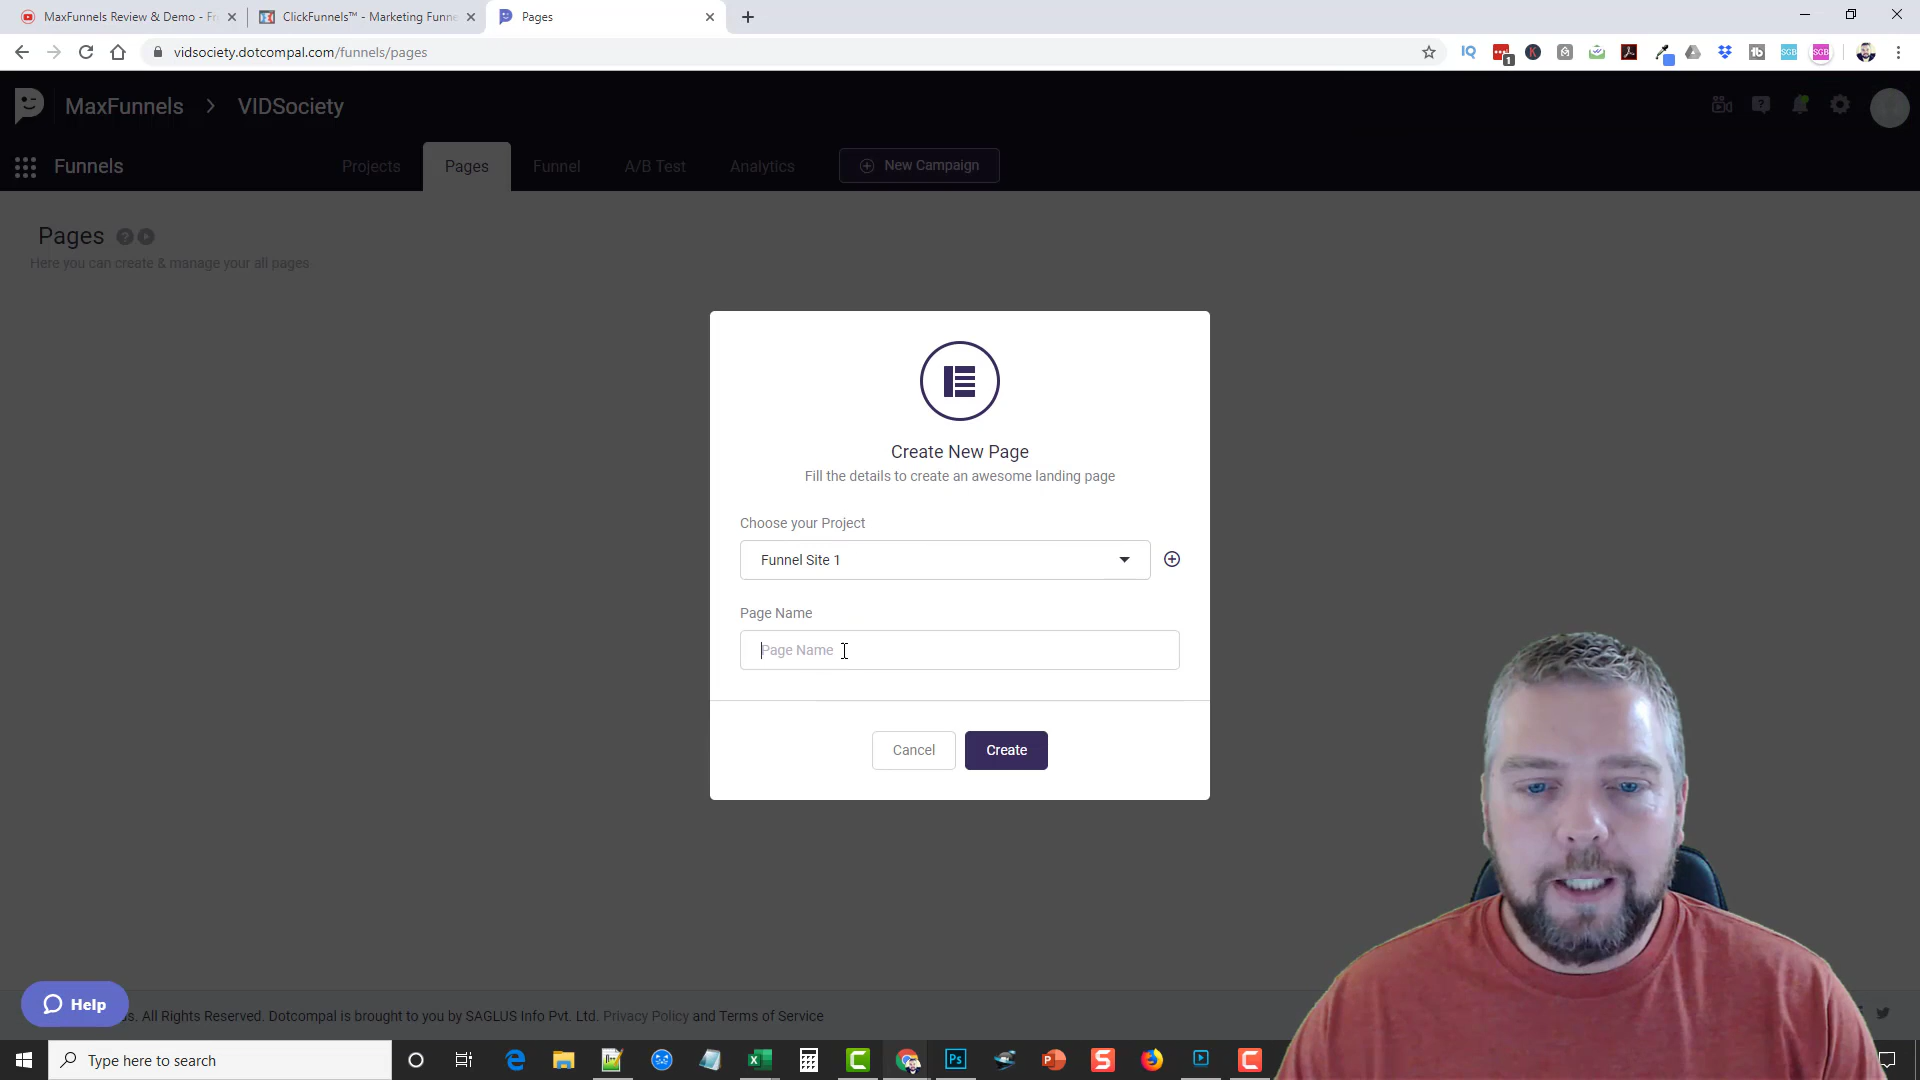 MaxFunnels Review & Demo - Fr
ClickFunnels™ - Marketing Funne
Pages
vidsociety.dotcompal.com/funnels/pages
MaxFunnels > VIDSociety
Funnels
Projects
Pages
Funnel
A/B Test
Analytics
New Campaign
Pages
Here you can create & manage your all pages
Create New Page
Fill the details to create an awesome landing page
Choose your Project
Funnel Site 1
Page Name
Page Name
Cancel
Create
Help
s. All Rights Reserved. Dotcompal is brought to you by SAGLUS Info Pvt. Ltd. Privacy Policy and Terms of Service
Type here to search